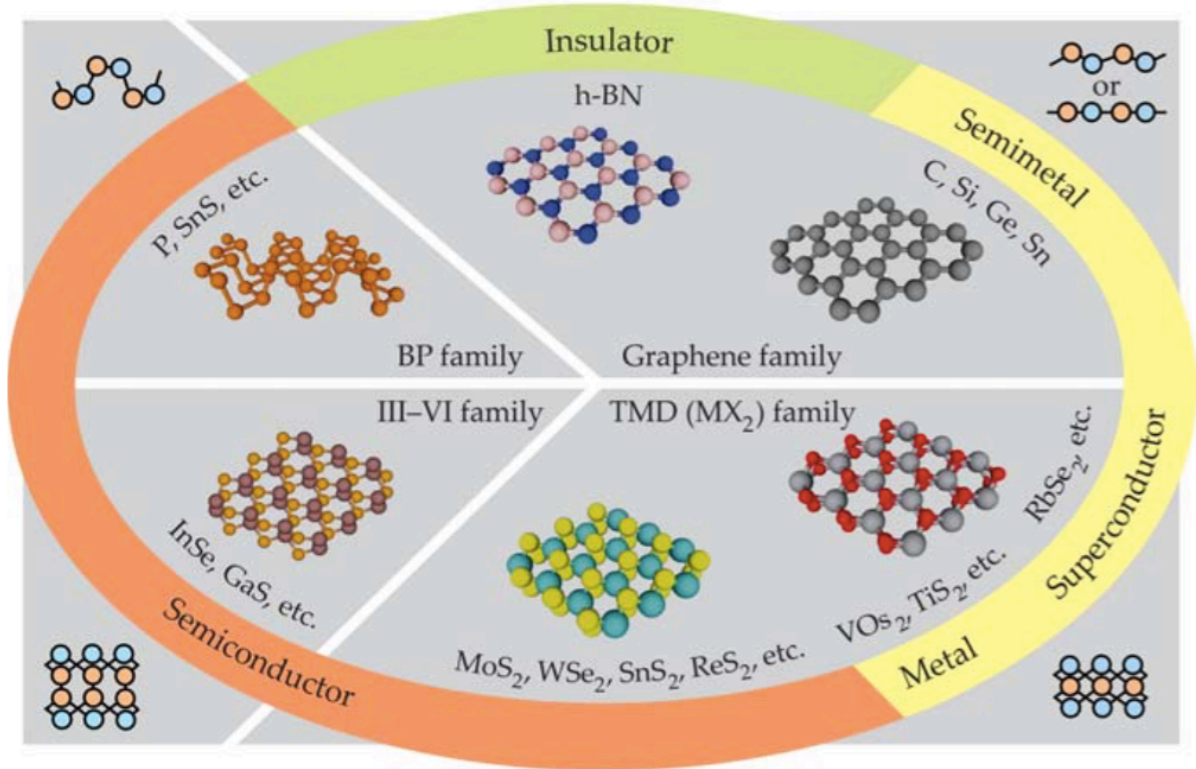 Insulator
h-BN
or
Semimetal
C, Si, Ge, Sn
P, SnS, etc.
BP family
Graphene family
III–VI family
TMD (MX₂) family
InSe, GaS, etc.
Semiconductor
MoS₂, WSe₂, SnS₂, ReS₂, etc.
VOs₂, TiS₂, etc.
RbSe₂, etc.
Metal
Superconductor